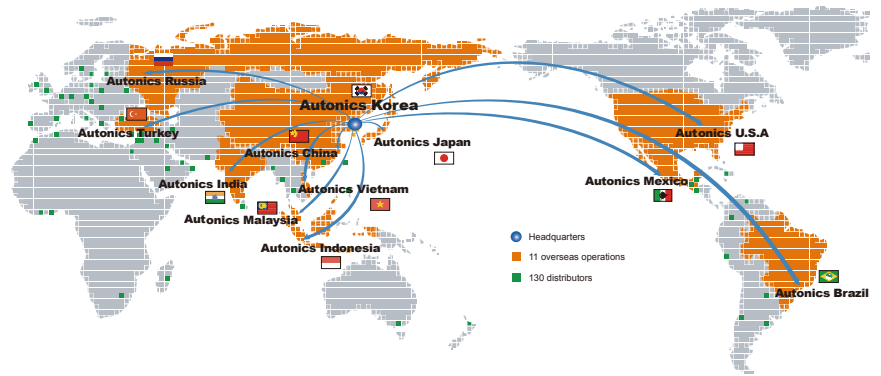 Autonics Russia
Autonics Korea
Autonics Turkey
Autonics U.S.A
Autonics Japan
Autonics China
Autonics India
Autonics Vietnam
Autonics Mexico
Autonics Malaysia
Autonics Indonesia
Autonics Brazil
Headquarters
11 overseas operations
130 distributors